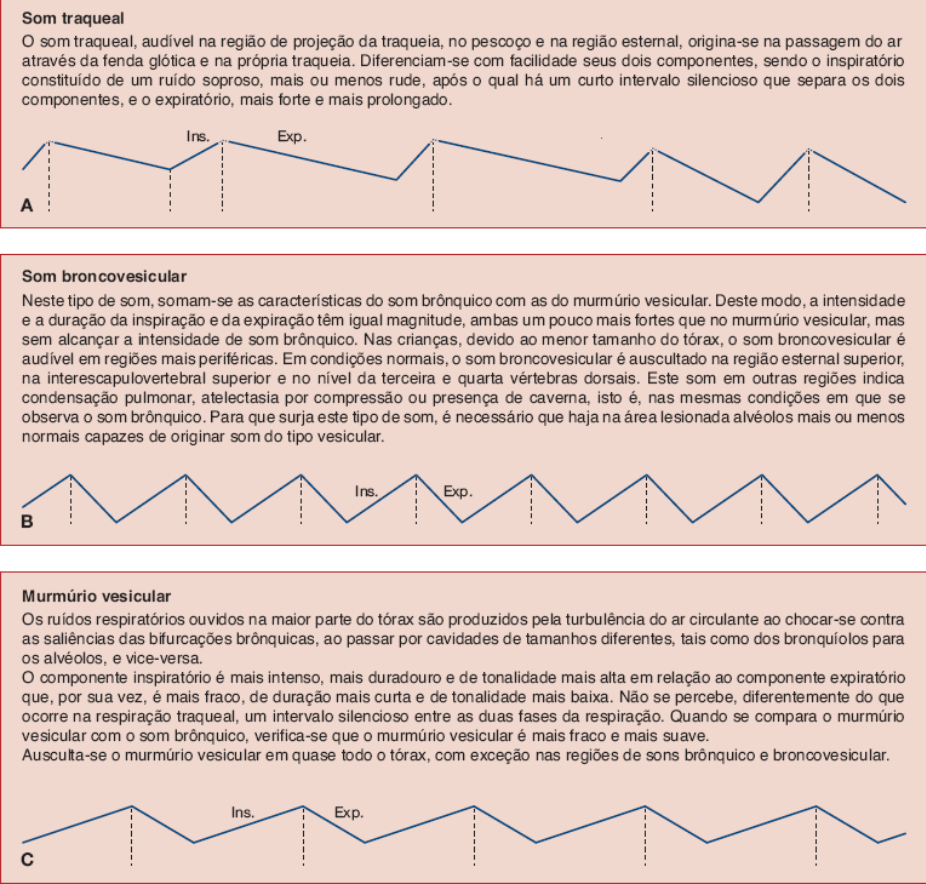 Som traqueal
O som traqueal, audível na região de projeção da traqueia, no pescoço e na região esternal, origina-se na passagem do ar
através da fenda glótica e na própria traqueia. Diferenciam-se com facilidade seus dois componentes, sendo o inspiratório
constituído de um ruído soproso, mais ou menos rude, após o qual há um curto intervalo silencioso que separa os dois
componentes, e o expiratório, mais forte e mais prolongado.
Ins. Exp.
A
Som broncovesicular
Neste tipo de som, somam-se as características do som brônquico com as do murmúrio vesicular. Deste modo, a intensidade
e a duração da inspiração e da expiração têm igual magnitude, ambas um pouco mais fortes que no murmúrio vesicular, mas
sem alcançar a intensidade de som brônquico. Nas crianças, devido ao menor tamanho do tórax, o som broncovesicular é
audível em regiões mais periféricas. Em condições normais, o som broncovesicular é auscultado na região esternal superior,
na interescapulovertebral superior e no nível da terceira e quarta vértebras dorsais. Este som em outras regiões indica
condensação pulmonar, atelectasia por compressão ou presença de caverna, isto é, nas mesmas condições em que se
observa o som brônquico. Para que surja este tipo de som, é necessário que haja na área lesionada alvéolos mais ou menos
normais capazes de originar som do tipo vesicular.
Ins. Exp.
B
Murmúrio vesicular
Os ruídos respiratórios ouvidos na maior parte do tórax são produzidos pela turbulência do ar circulante ao chocar-se contra
as saliências das bifurcações brônquicas, ao passar por cavidades de tamanhos diferentes, tais como dos bronquíolos para
os alvéolos, e vice-versa.
O componente inspiratório é mais intenso, mais duradouro e de tonalidade mais alta em relação ao componente expiratório
que, por sua vez, é mais fraco, de duração mais curta e de tonalidade mais baixa. Não se percebe, diferentemente do que
ocorre na respiração traqueal, um intervalo silencioso entre as duas fases da respiração. Quando se compara o murmúrio
vesicular com o som brônquico, verifica-se que o murmúrio vesicular é mais fraco e mais suave.
Ausculta-se o murmúrio vesicular em quase todo o tórax, com exceção nas regiões de sons brônquico e broncovesicular.
Ins. Exp.
C